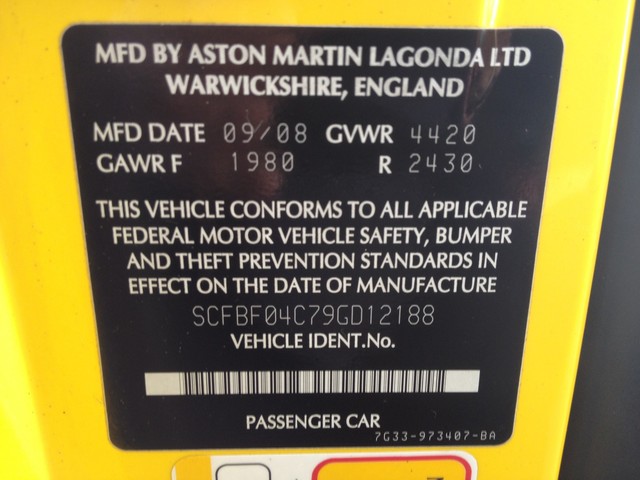 MFD BY ASTON MARTIN LAGONDA LTD
WARWICKSHIRE, ENGLAND
MFD DATE 09/08 GVWR 4420
GAWR F 1980 R 2430
THIS VEHICLE CONFORMS TO ALL APPLICABLE
FEDERAL MOTOR VEHICLE SAFETY, BUMPER
AND THEFT PREVENTION STANDARDS IN
EFFECT ON THE DATE OF MANUFACTURE
SCFBF04C79GD12188
VEHICLE IDENT.No.
PASSENGER CAR
7G33-973407-BA